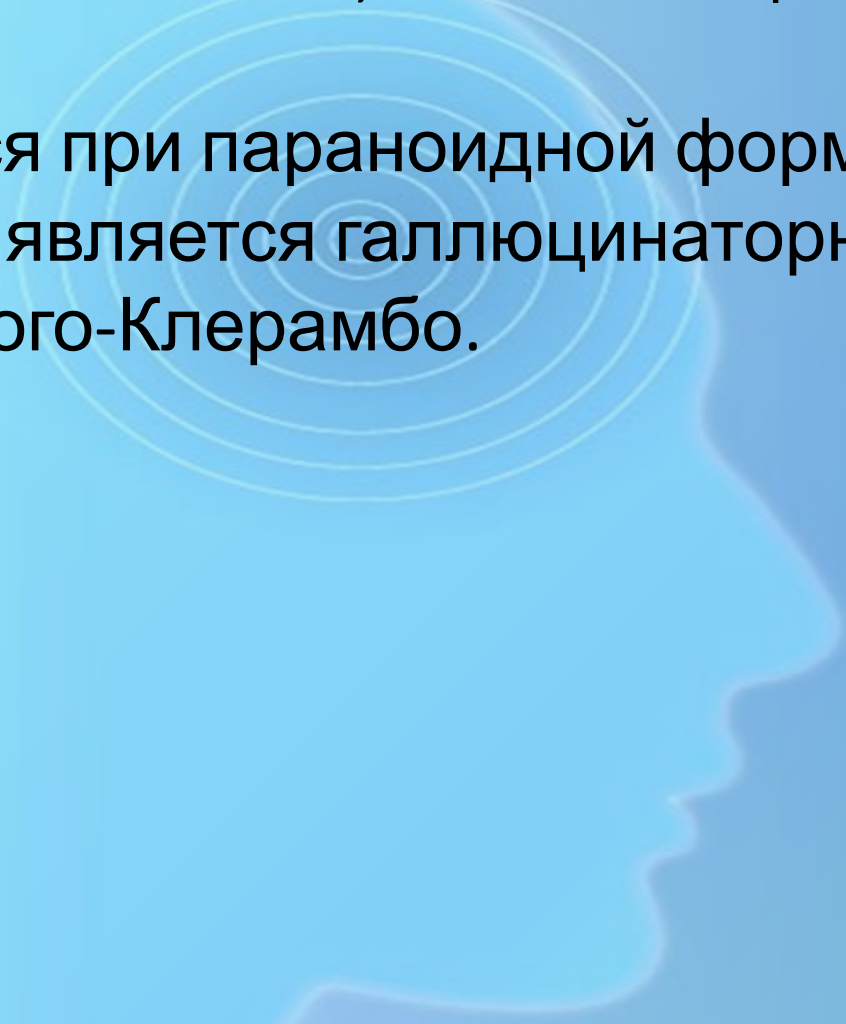 ся при параноидной форм
является галлюцинаторн
ого-Клерамбо.